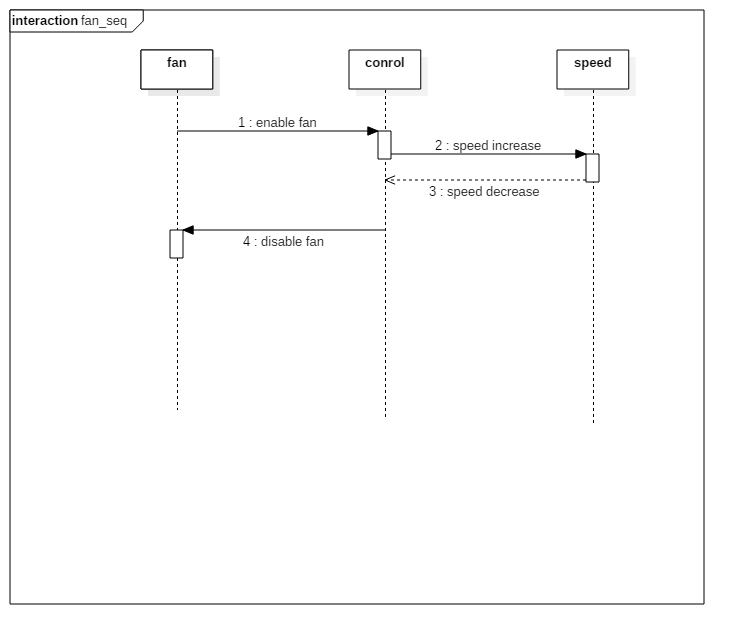 interaction fan_seq
fan
conrol
speed
1 : enable fan
2 : speed increase
3 : speed decrease
4 : disable fan